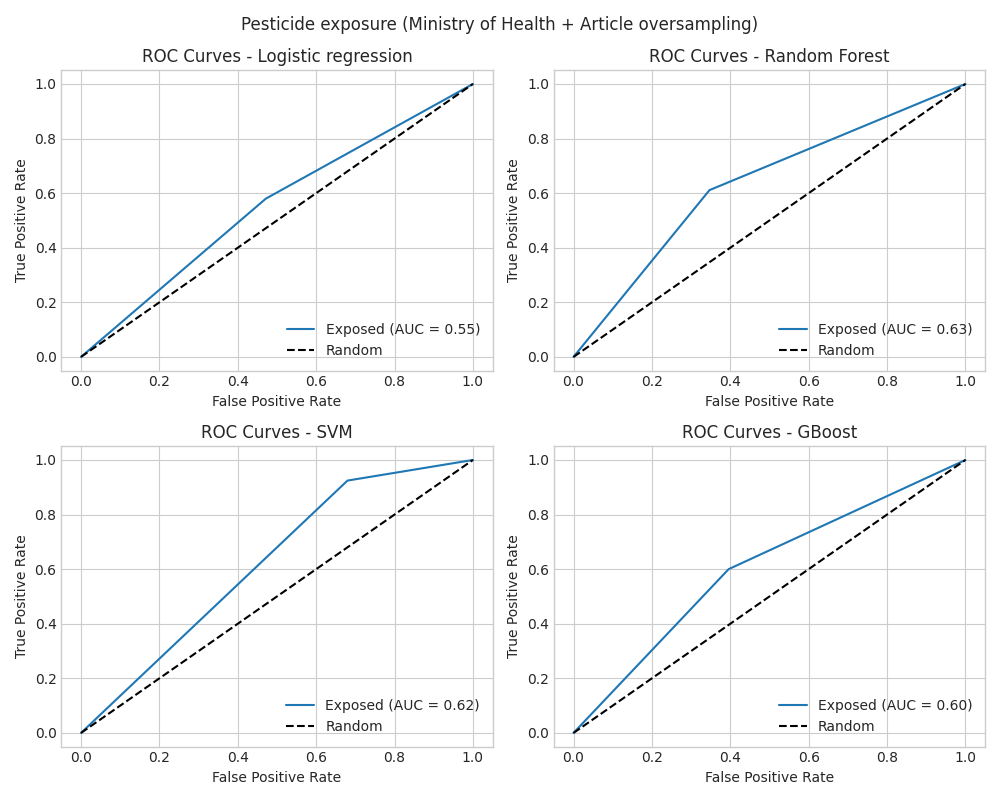 Pesticide exposure (Ministry of Health + Article oversampling)
ROC Curves - Logistic regression
1.0
0.8
0.6
0.4
0.2
0.0
True Positive Rate
Exposed (AUC = 0.55)
Random
0.0 0.2 0.4 0.6 0.8 1.0
False Positive Rate
ROC Curves - Random Forest
1.0
0.8
0.6
0.4
0.2
0.0
True Positive Rate
Exposed (AUC = 0.63)
Random
0.0 0.2 0.4 0.6 0.8 1.0
False Positive Rate
ROC Curves - SVM
1.0
0.8
0.6
0.4
0.2
0.0
True Positive Rate
Exposed (AUC = 0.62)
Random
0.0 0.2 0.4 0.6 0.8 1.0
False Positive Rate
ROC Curves - GBoost
1.0
0.8
0.6
0.4
0.2
0.0
True Positive Rate
Exposed (AUC = 0.60)
Random
0.0 0.2 0.4 0.6 0.8 1.0
False Positive Rate